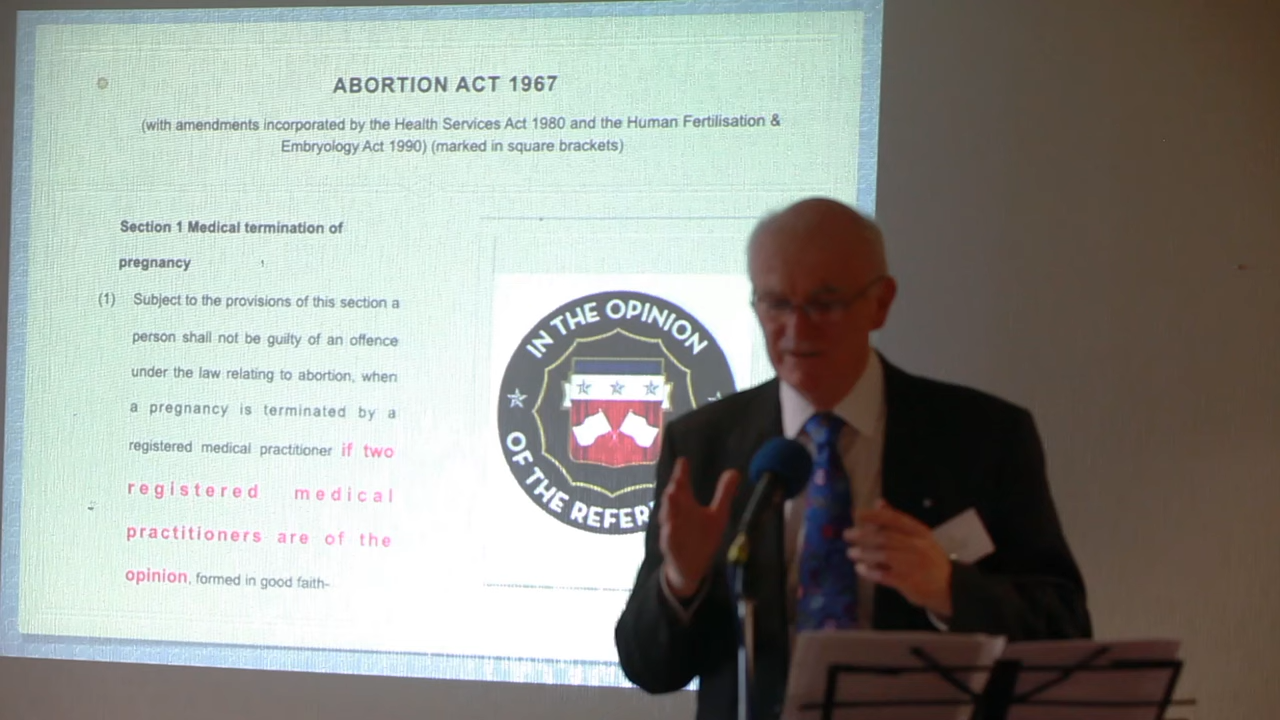 ABORTION ACT 1967
(with amendments incorporated by the Health Services Act 1980 and the Human Fertilisation &
Embryology Act 1990) (marked in square brackets)
Section 1 Medical termination of
pregnancy
(1) Subject to the provisions of this section a
person shall not be guilty of an offence
under the law relating to abortion, when
a pregnancy is terminated by a
registered medical practitioner if two
registered medical
practitioners are of the
opinion, formed in good faith-
IN THE OPINION
OF THE REFER